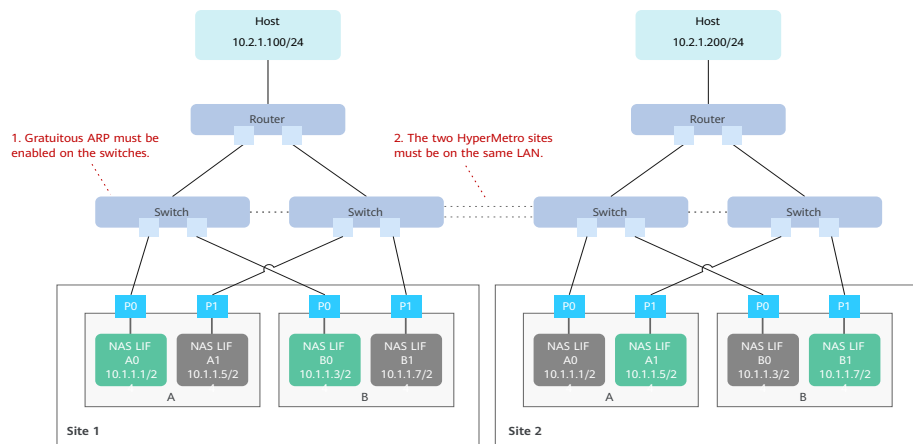 Host
10.2.1.100/24
Host
10.2.1.200/24
Router
Router
1. Gratuitous ARP must be
enabled on the switches.
2. The two HyperMetro sites
must be on the same LAN.
Switch
Switch
Switch
Switch
P0
P1
P0
P1
P0
P1
P0
P1
NAS LIF
A0
10.1.1.1/2
NAS LIF
A1
10.1.1.5/2
NAS LIF
B0
10.1.1.3/2
NAS LIF
B1
10.1.1.7/2
NAS LIF
A0
10.1.1.1/2
NAS LIF
A1
10.1.1.5/2
NAS LIF
B0
10.1.1.3/2
NAS LIF
B1
10.1.1.7/2
A
B
A
B
Site 1
Site 2